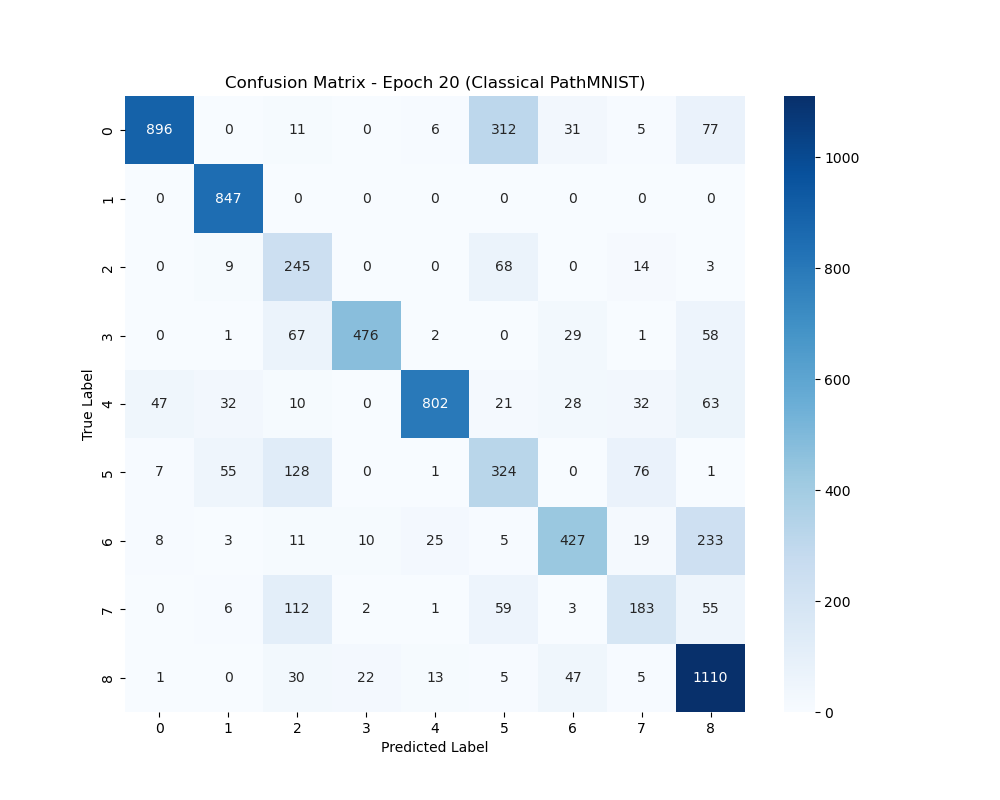 Confusion Matrix - Epoch 20 (Classical PathMNIST)
0 896 0 11 0 6 312 31 5 77
1 0 847 0 0 0 0 0 0 0
2 0 9 245 0 0 68 0 14 3
3 0 1 67 476 2 0 29 1 58
4 47 32 10 0 802 21 28 32 63
5 7 55 128 0 1 324 0 76 1
6 8 3 11 10 25 5 427 19 233
7 0 6 112 2 1 59 3 183 55
8 1 0 30 22 13 5 47 5 1110
0 1 2 3 4 5 6 7 8
Predicted Label
True Label
1000
800
600
400
200
0